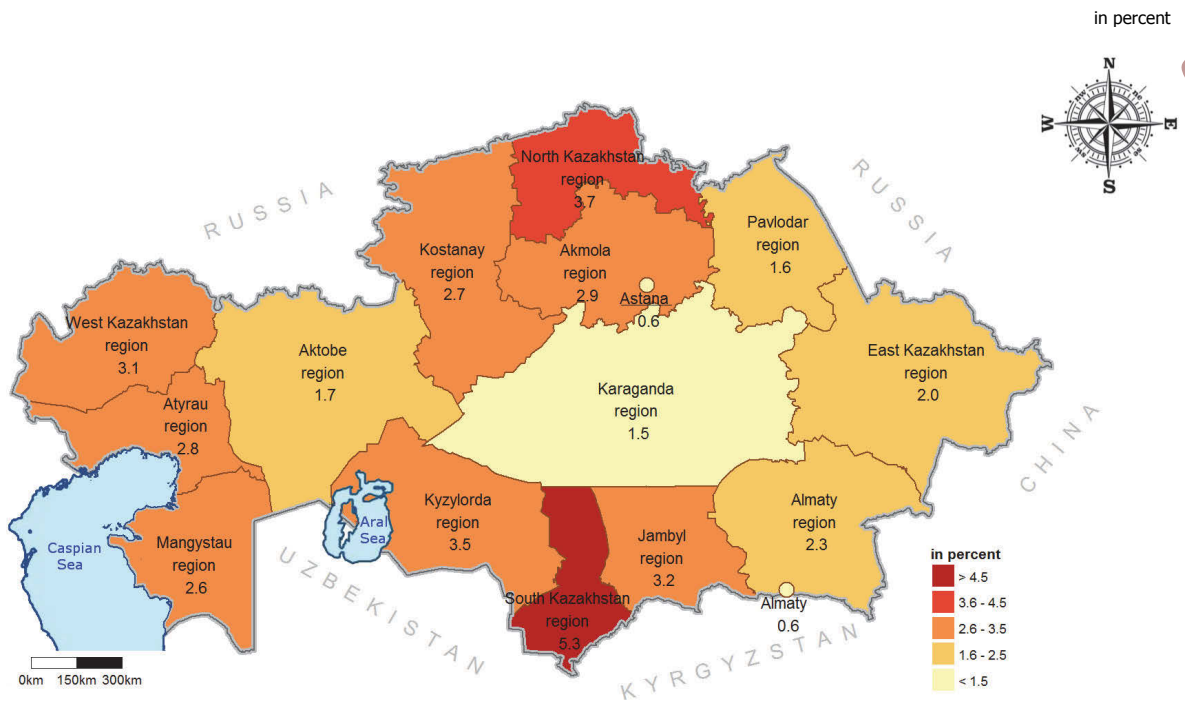 in percent
N
nw
ne
W
E
S
RUSSIA
RUSSIA
North Kazakhstan
region
3.7
Pavlodar
region
1.6
Kostanay
region
2.7
Akmola
region
2.9
Astana
0.6
West Kazakhstan
region
3.1
Aktobe
region
1.7
East Kazakhstan
region
2.0
Karaganda
region
1.5
Atyrau
region
2.8
CHINA
Kyzylorda
region
3.5
Almaty
region
2.3
Aral
Sea
Jambyl
region
3.2
Caspian
Sea
Mangystau
region
2.6
South Kazakhstan
region
5.3
Almaty
0.6
UZBEKISTAN
KYRGYZSTAN
in percent
> 4.5
3.6 - 4.5
2.6 - 3.5
1.6 - 2.5
< 1.5
0km 150km 300km